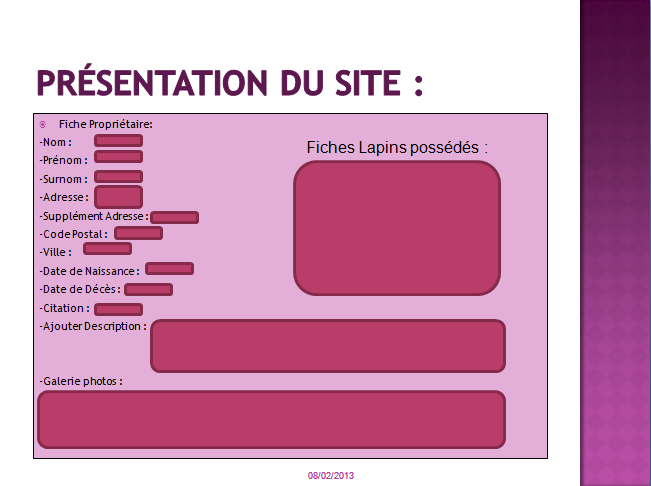 PRÉSENTATION DU SITE :
Fiche Propriétaire:
-Nom :
-Prénom :
-Surnom :
-Adresse :
-Supplément Adresse :
-Code Postal :
-Ville :
-Date de Naissance :
-Date de Décès :
-Citation :
-Ajouter Description :
-Galerie photos :
Fiches Lapins possédés :
08/02/2013